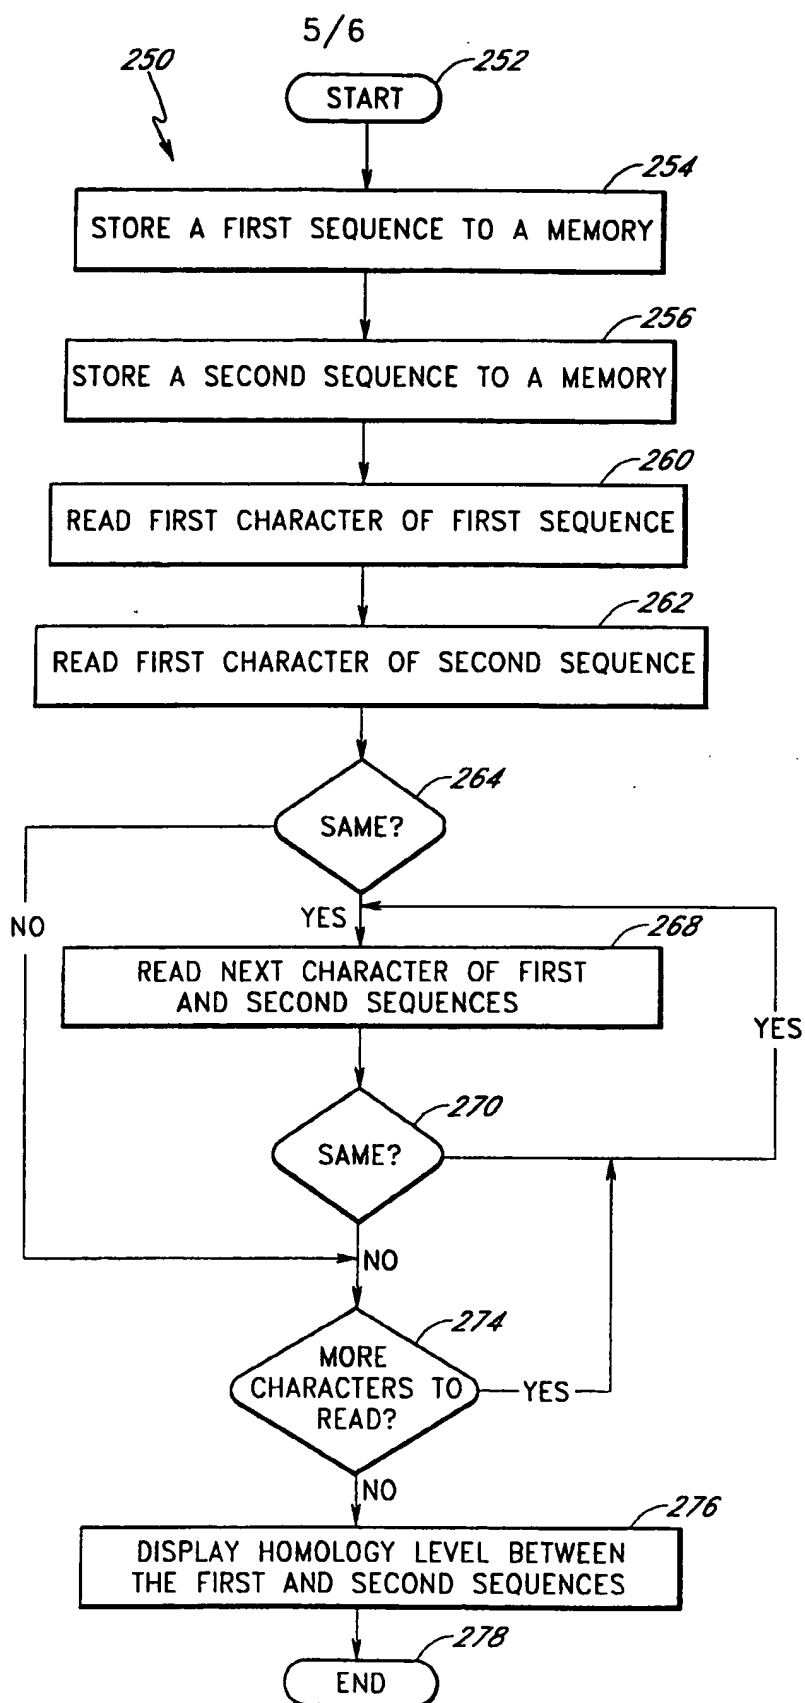 5/6
250
252
START
254
STORE A FIRST SEQUENCE TO A MEMORY
256
STORE A SECOND SEQUENCE TO A MEMORY
260
READ FIRST CHARACTER OF FIRST SEQUENCE
262
READ FIRST CHARACTER OF SECOND SEQUENCE
264
SAME?
NO
YES
268
READ NEXT CHARACTER OF FIRST
AND SECOND SEQUENCES
YES
270
SAME?
NO
274
MORE
CHARACTERS TO
READ?
YES
NO
276
DISPLAY HOMOLOGY LEVEL BETWEEN
THE FIRST AND SECOND SEQUENCES
278
END